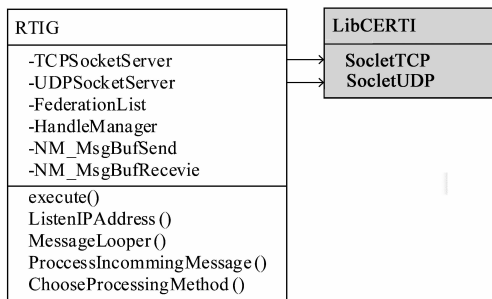 RTIG
-TCPSocketServer
-UDPSocketServer
-FederationList
-HandleManager
-NM_MsgBufSend
-NM_MsgBufRecevie
execute()
ListenIPAddress()
MessageLooper()
ProccessIncommingMessage()
ChooseProcessingMethod()
LibCERTI
SocletTCP
SocletUDP